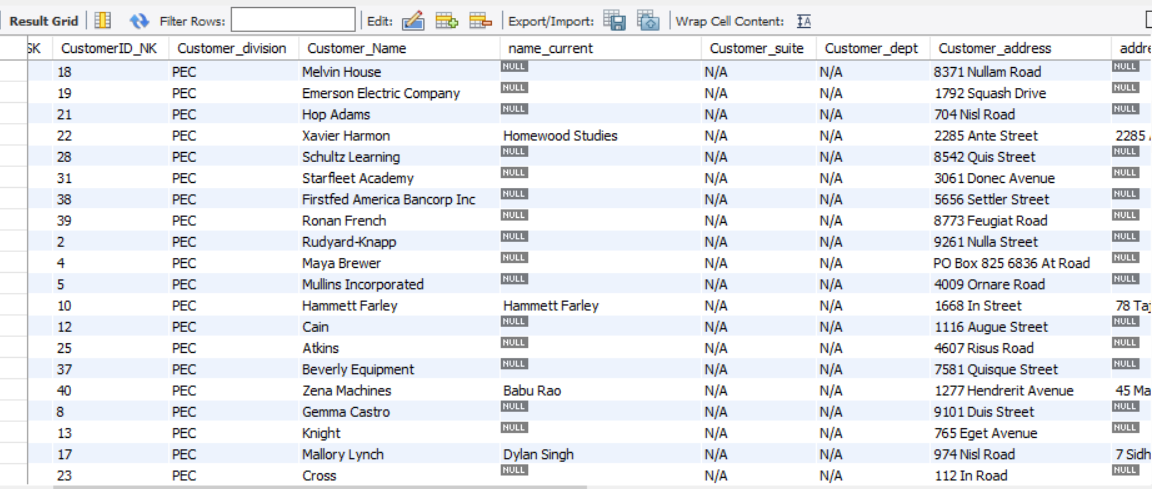 Result Grid Filter Rows: Edit: Export/Import: Wrap Cell Content: IA
SK CustomerID_NK Customer_division Customer_Name name_current Customer_suite Customer_dept Customer_address addre
18 PEC Melvin House NULL N/A N/A 8371 Nullam Road NULL
19 PEC Emerson Electric Company NULL N/A N/A 1792 Squash Drive NULL
21 PEC Hop Adams NULL N/A N/A 704 Nisl Road NULL
22 PEC Xavier Harmon Homewood Studies N/A N/A 2285 Ante Street 2285
28 PEC Schultz Learning NULL N/A N/A 8542 Quis Street NULL
31 PEC Starfleet Academy NULL N/A N/A 3061 Donec Avenue NULL
38 PEC Firstfed America Bancorp Inc NULL N/A N/A 5656 Settler Street NULL
39 PEC Ronan French NULL N/A N/A 8773 Feugiat Road NULL
2 PEC Rudyard-Knapp NULL N/A N/A 9261 Nulla Street NULL
4 PEC Maya Brewer NULL N/A N/A PO Box 825 6836 At Road NULL
5 PEC Mullins Incorporated NULL N/A N/A 4009 Ornare Road NULL
10 PEC Hammett Farley Hammett Farley N/A N/A 1668 In Street 78 Taj
12 PEC Cain NULL N/A N/A 1116 Augue Street NULL
25 PEC Atkins NULL N/A N/A 4607 Risus Road NULL
37 PEC Beverly Equipment NULL N/A N/A 7581 Quisque Street NULL
40 PEC Zena Machines Babu Rao N/A N/A 1277 Hendrerit Avenue 45 Ma
8 PEC Gemma Castro NULL N/A N/A 9101 Duis Street NULL
13 PEC Knight NULL N/A N/A 765 Eget Avenue NULL
17 PEC Mallory Lynch Dylan Singh N/A N/A 974 Nisl Road 7 Sidh
23 PEC Cross NULL N/A N/A 112 In Road NULL